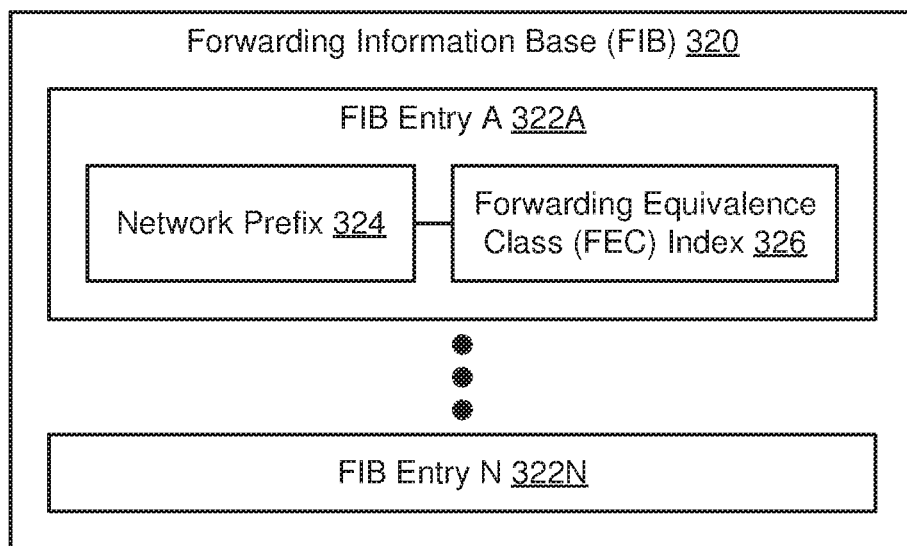 Forwarding Information Base (FIB) 320
FIB Entry A 322A
Network Prefix 324
Forwarding Equivalence
Class (FEC) Index 326
FIB Entry N 322N